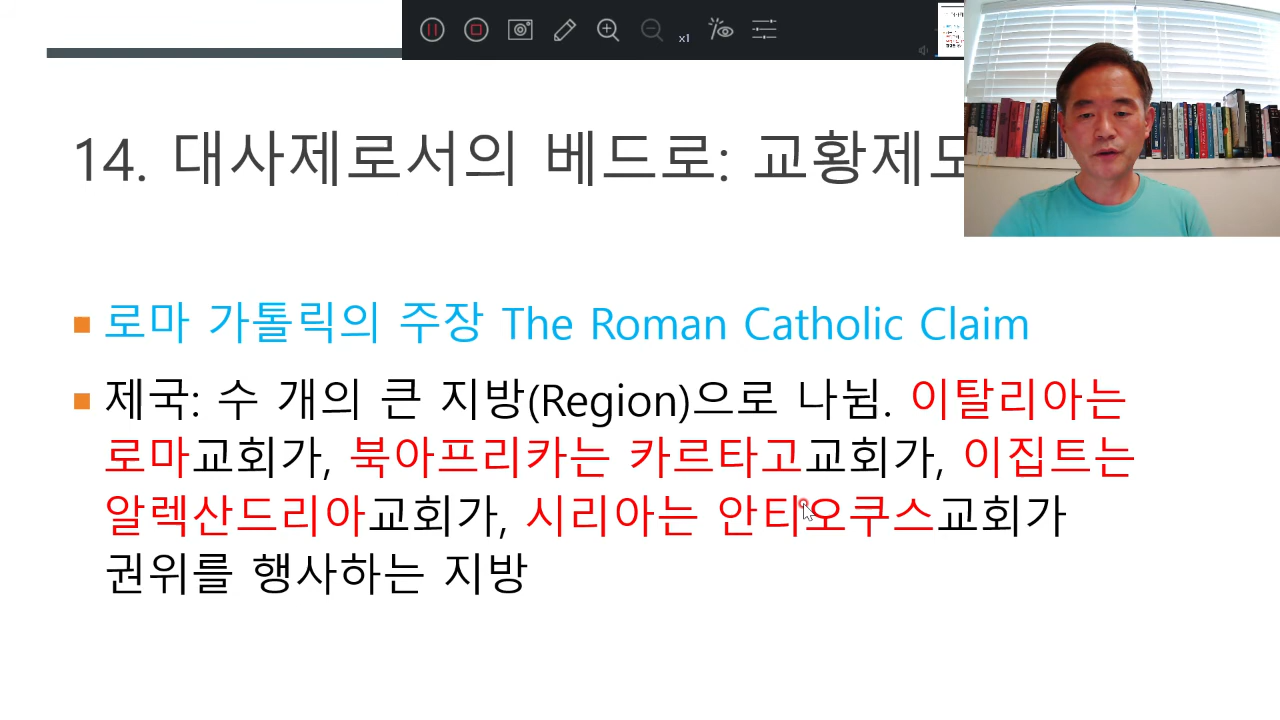 x1
14. 대사제로서의 베드로: 교황제도
로마 가톨릭의 주장 The Roman Catholic Claim
제국: 수 개의 큰 지방(Region)으로 나뉨. 이탈리아는
로마교회가, 북아프리카는 카르타고교회가, 이집트는
알렉산드리아교회가, 시리아는 안티오쿠스교회가
권위를 행사하는 지방